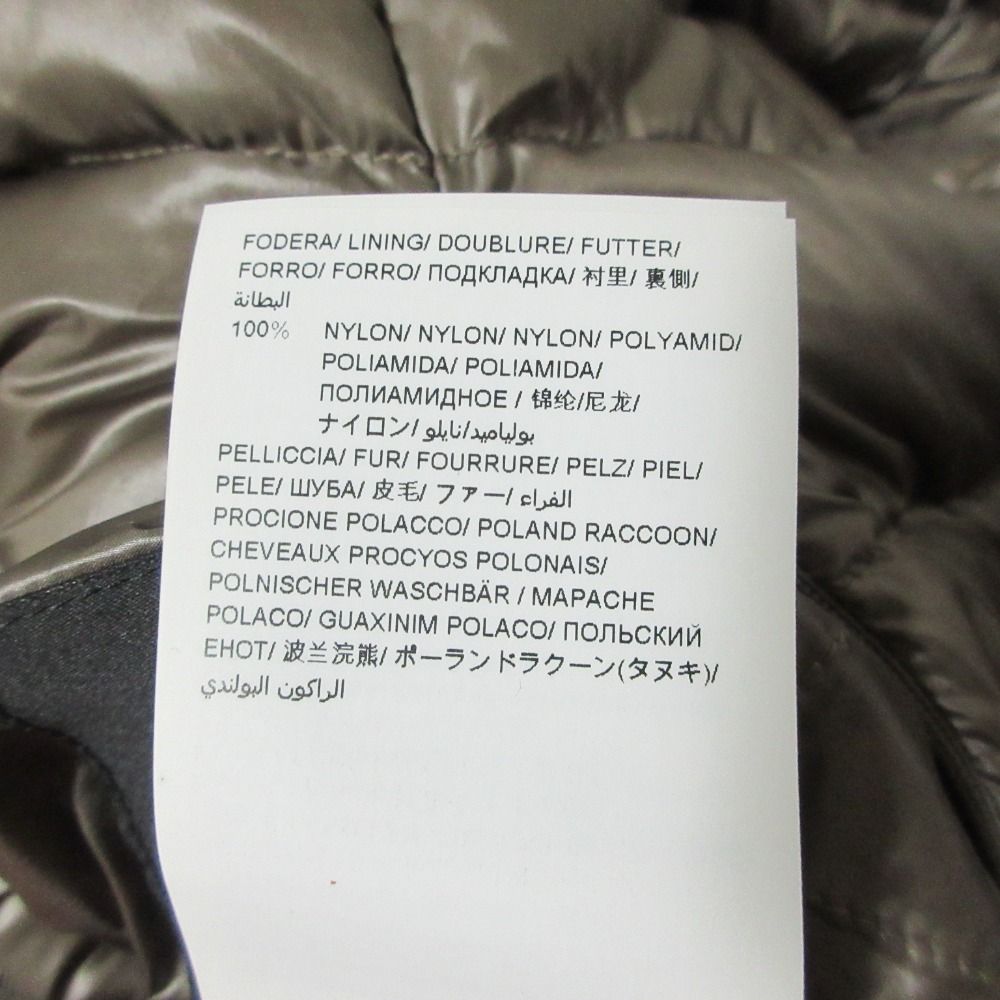 FODERA/ LINING/ DOUBLURE/ FUTTER/
FORRO/ FORRO/ ПОДКЛАДКА/ 衬里/ 裏側/
البطانة
100% NYLON/ NYLON/ NYLON/ POLYAMID/
POLIAMIDA/ POLIAMIDA/
ПОЛИАМИДНОЕ / 锦纶/尼龙/
ナイロン/ بولياميد/نايلو
PELLICCIA/ FUR/ FOURRURE/ PELZ/ PIEL/
PELE/ ШУБА/ 皮毛/ ファー/ الفراء
PROCIONE POLACCO/ POLAND RACCOON/
CHEVEAUX PROCYOS POLONAIS/
POLNISCHER WASCHBÄR / MAPACHE
POLACO/ GUAXINIM POLACO/ ПОЛЬСКИЙ
ЕНОТ/ 波兰浣熊/ ポーランドラクーン(タヌキ)/
الراكون البولندي